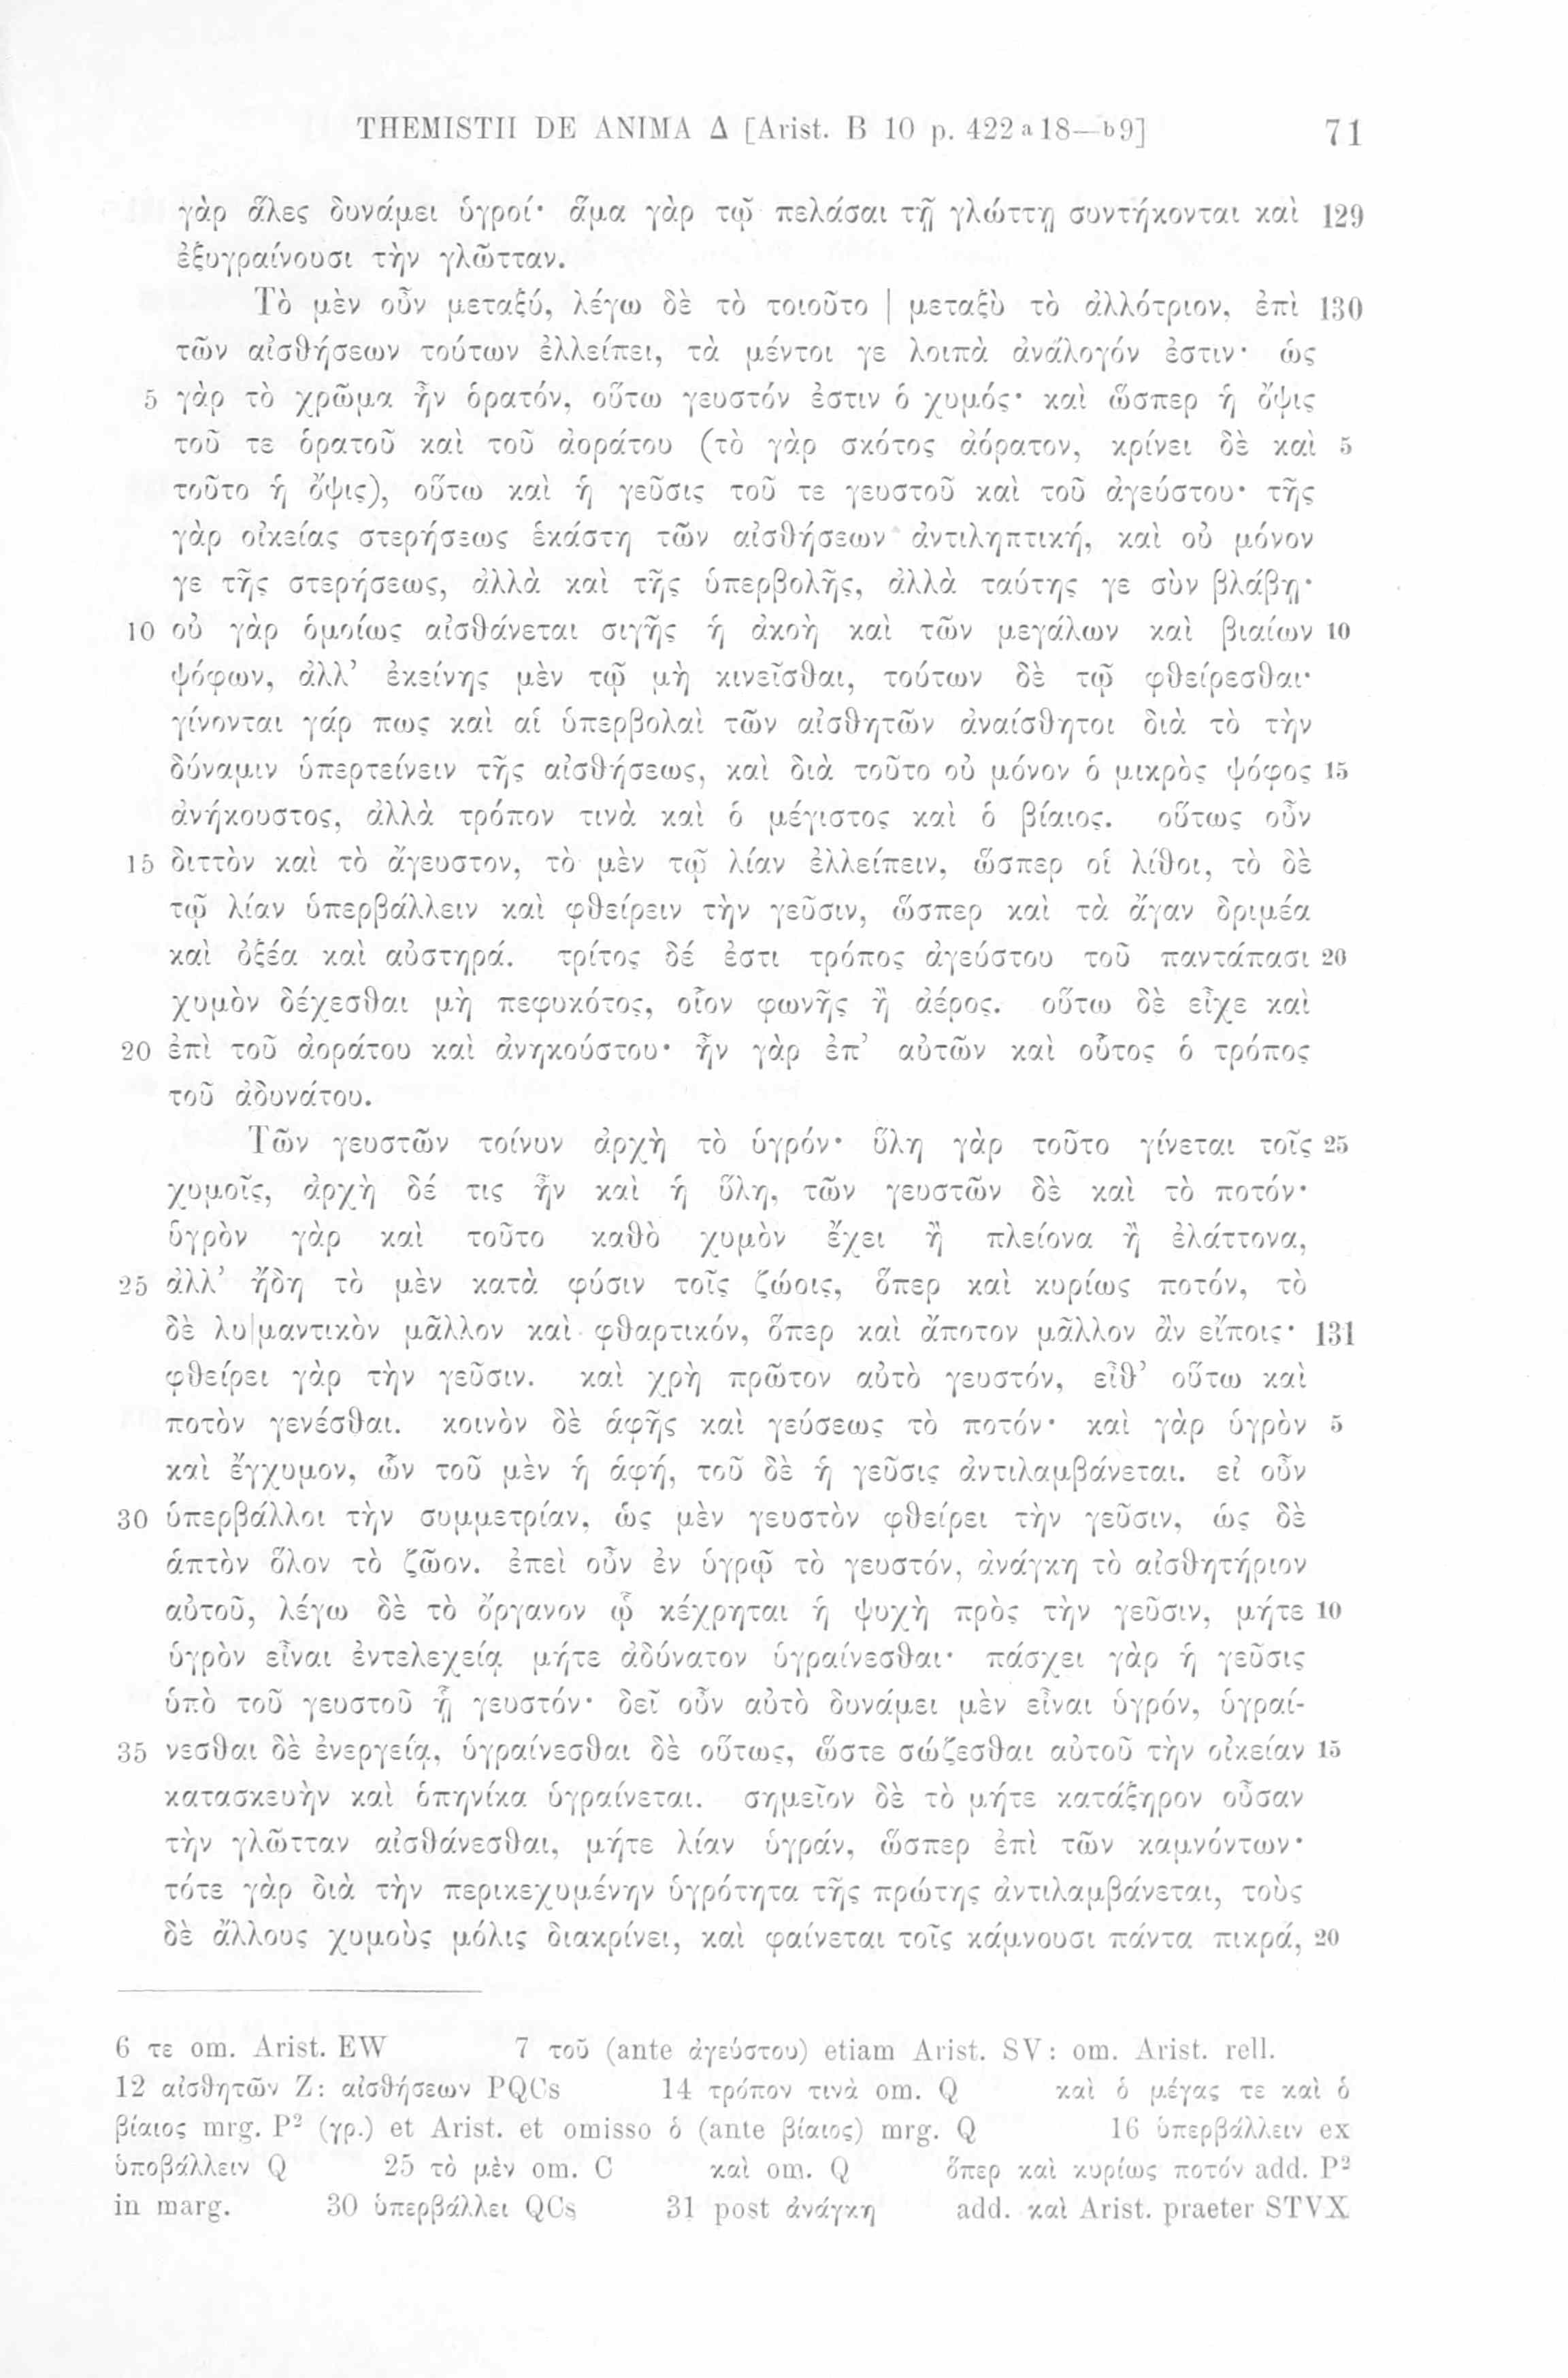 THEMISTII DE ANIMA Δ [Arist. B 10 p. 422 a 18—b 9] 71
γὰρ ἅλες δυνάμει ὑγροί· ἅμα γὰρ τῷ πελάσαι τῇ γλώττῃ συντήκονται καὶ 129
ἐξυγραίνουσι τὴν γλῶτταν.
Τὸ μὲν οὖν μεταξύ, λέγω δὲ τὸ τοιοῦτο | μεταξὺ τὸ ἀλλότριον, ἐπὶ 130
τῶν αἰσθήσεων τούτων ἐλλείπει, τὰ μέντοι γε λοιπὰ ἀνάλογόν ἐστιν· ὡς
5 γὰρ τὸ χρῶμα ἦν ὁρατόν, οὕτω γευστόν ἐστιν ὁ χυμός· καὶ ὥσπερ ἡ ὄψις
τοῦ τε ὁρατοῦ καὶ τοῦ ἀοράτου (τὸ γὰρ σκότος ἀόρατον, κρίνει δὲ καὶ 5
τοῦτο ἡ ὄψις), οὕτω καὶ ἡ γεῦσις τοῦ τε γευστοῦ καὶ τοῦ ἀγεύστου· τῆς
γὰρ οἰκείας στερήσεως ἑκάστη τῶν αἰσθήσεων ἀντιληπτική, καὶ οὐ μόνον
γε τῆς στερήσεως, ἀλλὰ καὶ τῆς ὑπερβολῆς, ἀλλὰ ταύτης γε σὺν βλάβῃ·
10 οὐ γὰρ ὁμοίως αἰσθάνεται σιγῆς ἡ ἀκοὴ καὶ τῶν μεγάλων καὶ βιαίων 10
ψόφων, ἀλλ’ ἐκείνης μὲν τῷ μὴ κινεῖσθαι, τούτων δὲ τῷ φθείρεσθαι·
γίνονται γάρ πως καὶ αἱ ὑπερβολαὶ τῶν αἰσθητῶν ἀναίσθητοι διὰ τὸ τὴν
δύναμιν ὑπερτείνειν τῆς αἰσθήσεως, καὶ διὰ τοῦτο οὐ μόνον ὁ μικρὸς ψόφος 15
ἀνήκουστος, ἀλλὰ τρόπον τινὰ καὶ ὁ μέγιστος καὶ ὁ βίαιος. οὕτως οὖν
15 διττὸν καὶ τὸ ἄγευστον, τὸ μὲν τῷ λίαν ἐλλείπειν, ὥσπερ οἱ λίθοι, τὸ δὲ
τῷ λίαν ὑπερβάλλειν καὶ φθείρειν τὴν γεῦσιν, ὥσπερ καὶ τὰ ἄγαν δριμέα
καὶ ὀξέα καὶ αὐστηρά. τρίτος δέ ἐστι τρόπος ἀγεύστου τοῦ παντάπασι 20
χυμὸν δέχεσθαι μὴ πεφυκότος, οἷον φωνῆς ἢ ἀέρος. οὕτω δὲ εἶχε καὶ
20 ἐπὶ τοῦ ἀοράτου καὶ ἀνηκούστου· ἦν γὰρ ἐπ’ αὐτῶν καὶ οὗτος ὁ τρόπος
τοῦ ἀδυνάτου.
Τῶν γευστῶν τοίνυν ἀρχὴ τὸ ὑγρόν· ὕλη γὰρ τοῦτο γίνεται τοῖς 25
χυμοῖς, ἀρχὴ δέ τις ἦν καὶ ἡ ὕλη, τῶν γευστῶν δὲ καὶ τὸ ποτόν·
ὑγρὸν γὰρ καὶ τοῦτο καθὸ χυμὸν ἔχει ἢ πλείονα ἢ ἐλάττονα,
25 ἀλλ’ ἤδη τὸ μὲν κατὰ φύσιν τοῖς ζώοις, ὅπερ καὶ κυρίως ποτόν, τὸ
δὲ λυ|μαντικὸν μᾶλλον καὶ φθαρτικόν, ὅπερ καὶ ἄποτον μᾶλλον ἂν εἴποις· 131
φθείρει γὰρ τὴν γεῦσιν. καὶ χρὴ πρῶτον αὐτὸ γευστόν, εἶθ’ οὕτω καὶ
ποτὸν γενέσθαι. κοινὸν δὲ ἁφῆς καὶ γεύσεως τὸ ποτόν· καὶ γὰρ ὑγρὸν 5
καὶ ἔγχυμον, ὧν τοῦ μὲν ἡ ἁφή, τοῦ δὲ ἡ γεῦσις ἀντιλαμβάνεται. εἰ οὖν
30 ὑπερβάλλοι τὴν συμμετρίαν, ὡς μὲν γευστὸν φθείρει τὴν γεῦσιν, ὡς δὲ
ἁπτὸν ὅλον τὸ ζῶον. ἐπεὶ οὖν ἐν ὑγρῷ τὸ γευστόν, ἀνάγκη τὸ αἰσθητήριον
αὐτοῦ, λέγω δὲ τὸ ὄργανον ᾧ κέχρηται ἡ ψυχὴ πρὸς τὴν γεῦσιν, μήτε 10
ὑγρὸν εἶναι ἐντελεχείᾳ μήτε ἀδύνατον ὑγραίνεσθαι· πάσχει γὰρ ἡ γεῦσις
ὑπὸ τοῦ γευστοῦ ᾗ γευστόν· δεῖ οὖν αὐτὸ δυνάμει μὲν εἶναι ὑγρόν, ὑγραί-
35 νεσθαι δὲ ἐνεργείᾳ, ὑγραίνεσθαι δὲ οὕτως, ὥστε σώζεσθαι αὐτοῦ τὴν οἰκείαν 15
κατασκευὴν καὶ ὁπηνίκα ὑγραίνεται. σημεῖον δὲ τὸ μήτε κατάξηρον οὖσαν
τὴν γλῶτταν αἰσθάνεσθαι, μήτε λίαν ὑγράν, ὥσπερ ἐπὶ τῶν καμνόντων·
τότε γὰρ διὰ τὴν περικεχυμένην ὑγρότητα τῆς πρώτης ἀντιλαμβάνεται, τοὺς
δὲ ἄλλους χυμοὺς μόλις διακρίνει, καὶ φαίνεται τοῖς κάμνουσι πάντα πικρά, 20
6 τε om. Arist. EW 7 τοῦ (ante ἀγεύστου) etiam Arist. SV: om. Arist. rell.
12 αἰσθητῶν Z: αἰσθήσεων PQCs 14 τρόπον τινὰ om. Q καὶ ὁ μέγας τε καὶ ὁ
βίαιος mrg. P² (γρ.) et Arist. et omisso ὁ (ante βίαιος) mrg. Q 16 ὑπερβάλλειν ex
ὑποβάλλειν Q 25 τὸ μὲν om. C καὶ om. Q ὅπερ καὶ κυρίως ποτόν add. P²
in marg. 30 ὑπερβάλλει QCs 31 post ἀνάγκη add. καὶ Arist. praeter STVX